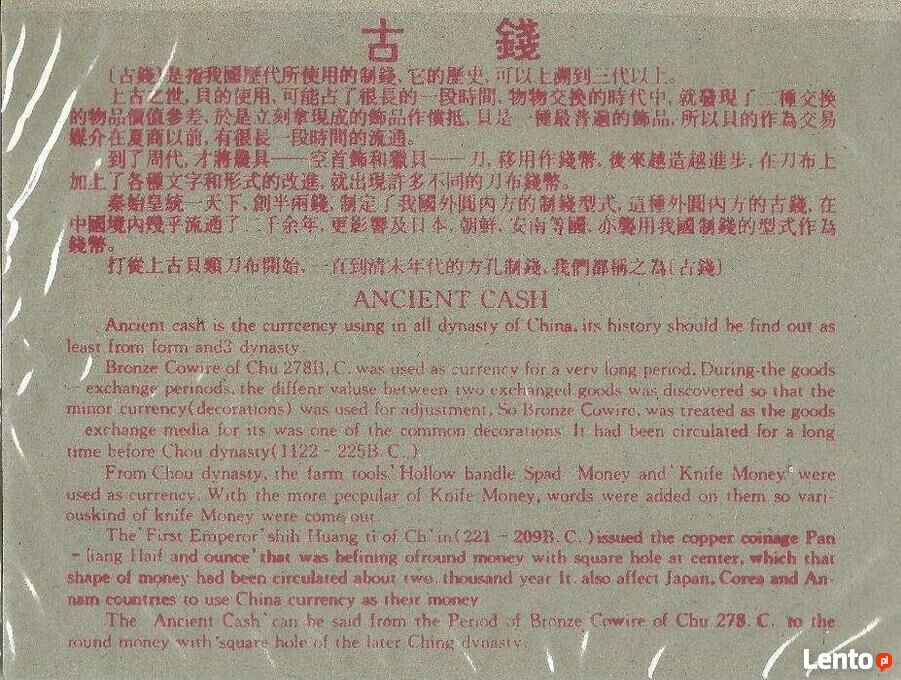 古錢
〔古錢〕是指我國歷代所使用的制錢，它的歷史，可以上溯到三代以上。
上古之世，貝的使用，可能占了很長的一段時間，物物交換的時代中，就發現了二種交換
的物品價值參差，於是立刻拿現成的飾品作償抵，貝是一種最普遍的飾品，所以貝的作為交易
媒介在夏商以前，有很長一段時間的流通。
到了周代，才將農具——空首飾和獵具——刀，移用作錢幣，後來越造越進步，在刀布上
加上了各種文字和形式的改進，就出現許多不同的刀布錢幣。
秦始皇統一天下，創半兩錢，制定了我國外圓內方的制錢型式，這種外圓內方的古錢，在
中國境內幾乎流通了二千余年，更影響及日本、朝鮮、安南等國，亦襲用我國制錢的型式作為
錢幣。
打從上古貝類刀布開始，一直到清末年代的方孔制錢，我們都稱之為〔古錢〕
ANCIENT CASH
Ancient cash is the currcency using in all dynasty of China, its history should be find out as
least from form and3 dynasty.
Bronze Cowire of Chu 278B.C. was used as currency for a very long period, During-the goods
exchange perinods, the diffent valuse between two exchanged goods was discovered so that the
minor currency(decorations) was used for adjustment, So Bronze Cowire, was treated as the goods
exchange media for its was one of the common decorations It had been circulated for a long
time before Chou dynasty(1122 - 225B.C..)
From Chou dynasty, the farm tools' Hollow handle Spad Money and' Knife Money.' were
used as currency. With the more pecpular of Knife Money, words were added on them so vari-
ouskind of knife Money were come out.
The' First Emperor' shih Huang ti of Ch' in(221 - 209B.C.)issued the copper coinage Pan
- liang Haif and ounce' that was hefining ofround money with square hole at center, which that
shape of money had been circulated about two, thousand year It. also affect Japan, Corea and An-
nam countries to use China currency as their money
The Ancient Cash' can be said from the Period of Bronze Cowire of Chu 278.C. to the
round money with 'square hole of the later Ching dynasty.
Lento pl